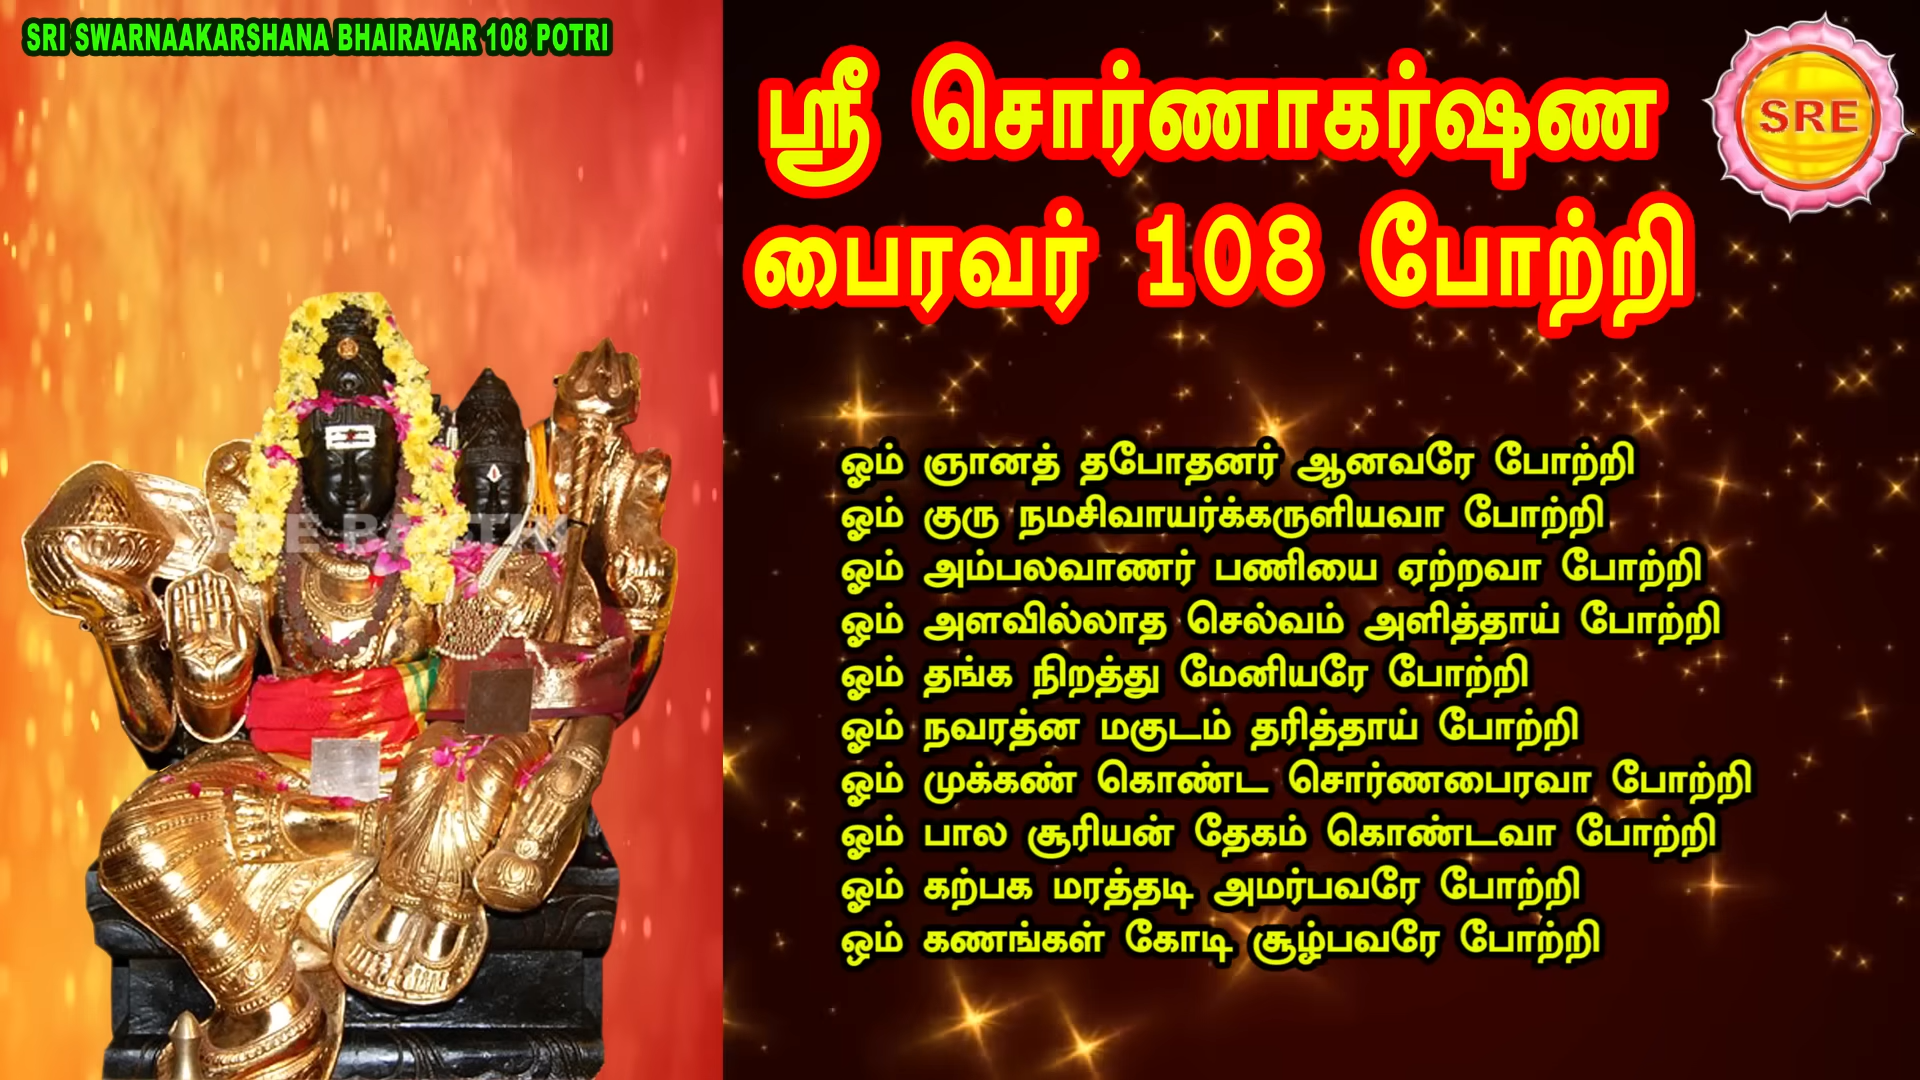 SRI SWARNAAKARSHANA BHAIRAVAR 108 POTRI
ஸ்ரீ சொர்ணாகர்ஷண
பைரவர் 108 போற்றி
SRE
ஓம் ஞானத் தபோதனர் ஆனவரே போற்றி
ஓம் குரு நமசிவாயர்க்கருளியவா போற்றி
ஓம் அம்பலவாணர் பணியை ஏற்றவா போற்றி
ஓம் அளவில்லாத செல்வம் அளித்தாய் போற்றி
ஓம் தங்க நிறத்து மேனியரே போற்றி
ஓம் நவரத்ன மகுடம் தரித்தாய் போற்றி
ஓம் முக்கண் கொண்ட சொர்ணபைரவா போற்றி
ஓம் பால சூரியன் தேகம் கொண்டவா போற்றி
ஓம் கற்பக மரத்தடி அமர்பவரே போற்றி
ஒம் கணங்கள் கோடி சூழ்பவரே போற்றி